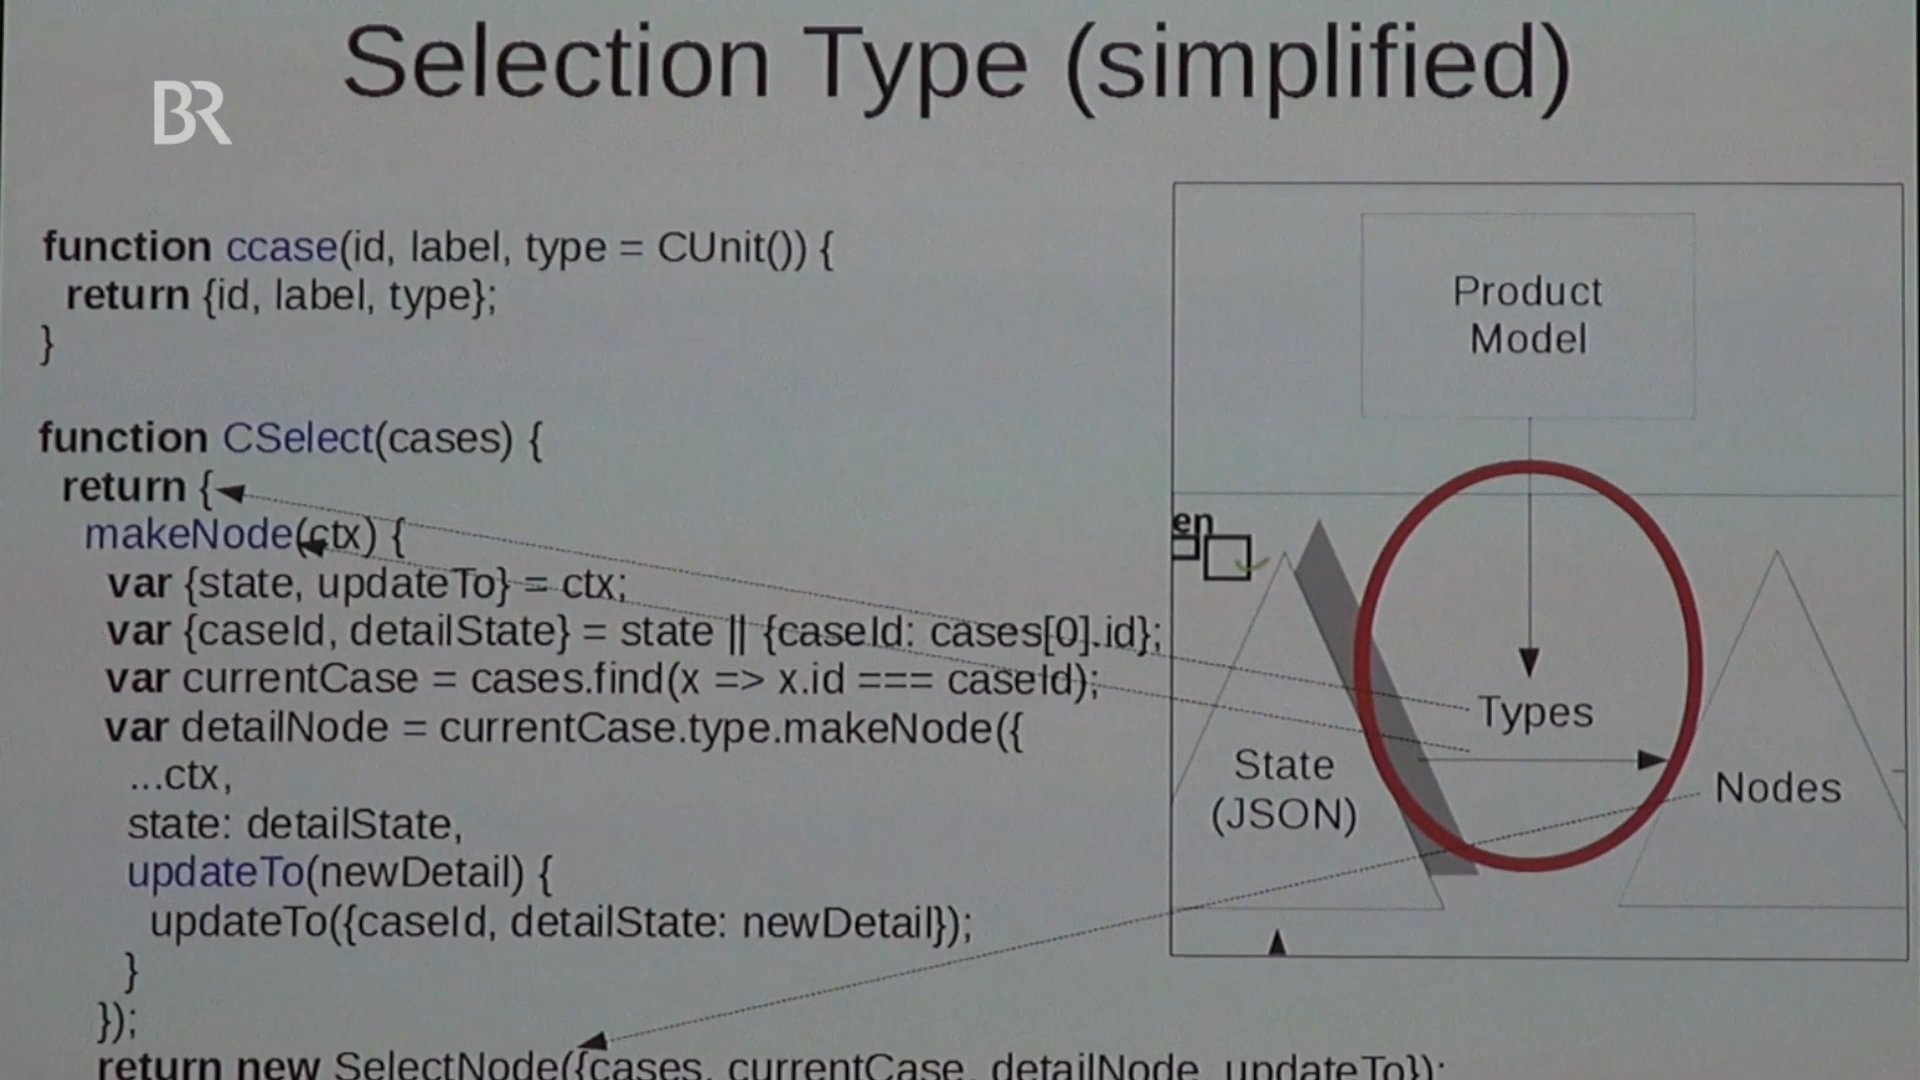 Selection Type (simplified)
BR
function ccase(id, label, type = CUnit()) {
return {id, label, type};
}
function CSelect(cases) {
return {
makeNode(ctx) {
var {state, updateTo} = ctx;
var {caseId, detailState} = state || {caseId: cases[0].id};
var currentCase = cases.find(x => x.id === caseId);
var detailNode = currentCase.type.makeNode({
...ctx,
state: detailState,
updateTo(newDetail) {
updateTo({caseId, detailState: newDetail});
}
});
return new SelectNode({cases, currentCase, detailNode, updateTo});
Product
Model
en
Types
State
(JSON)
Nodes